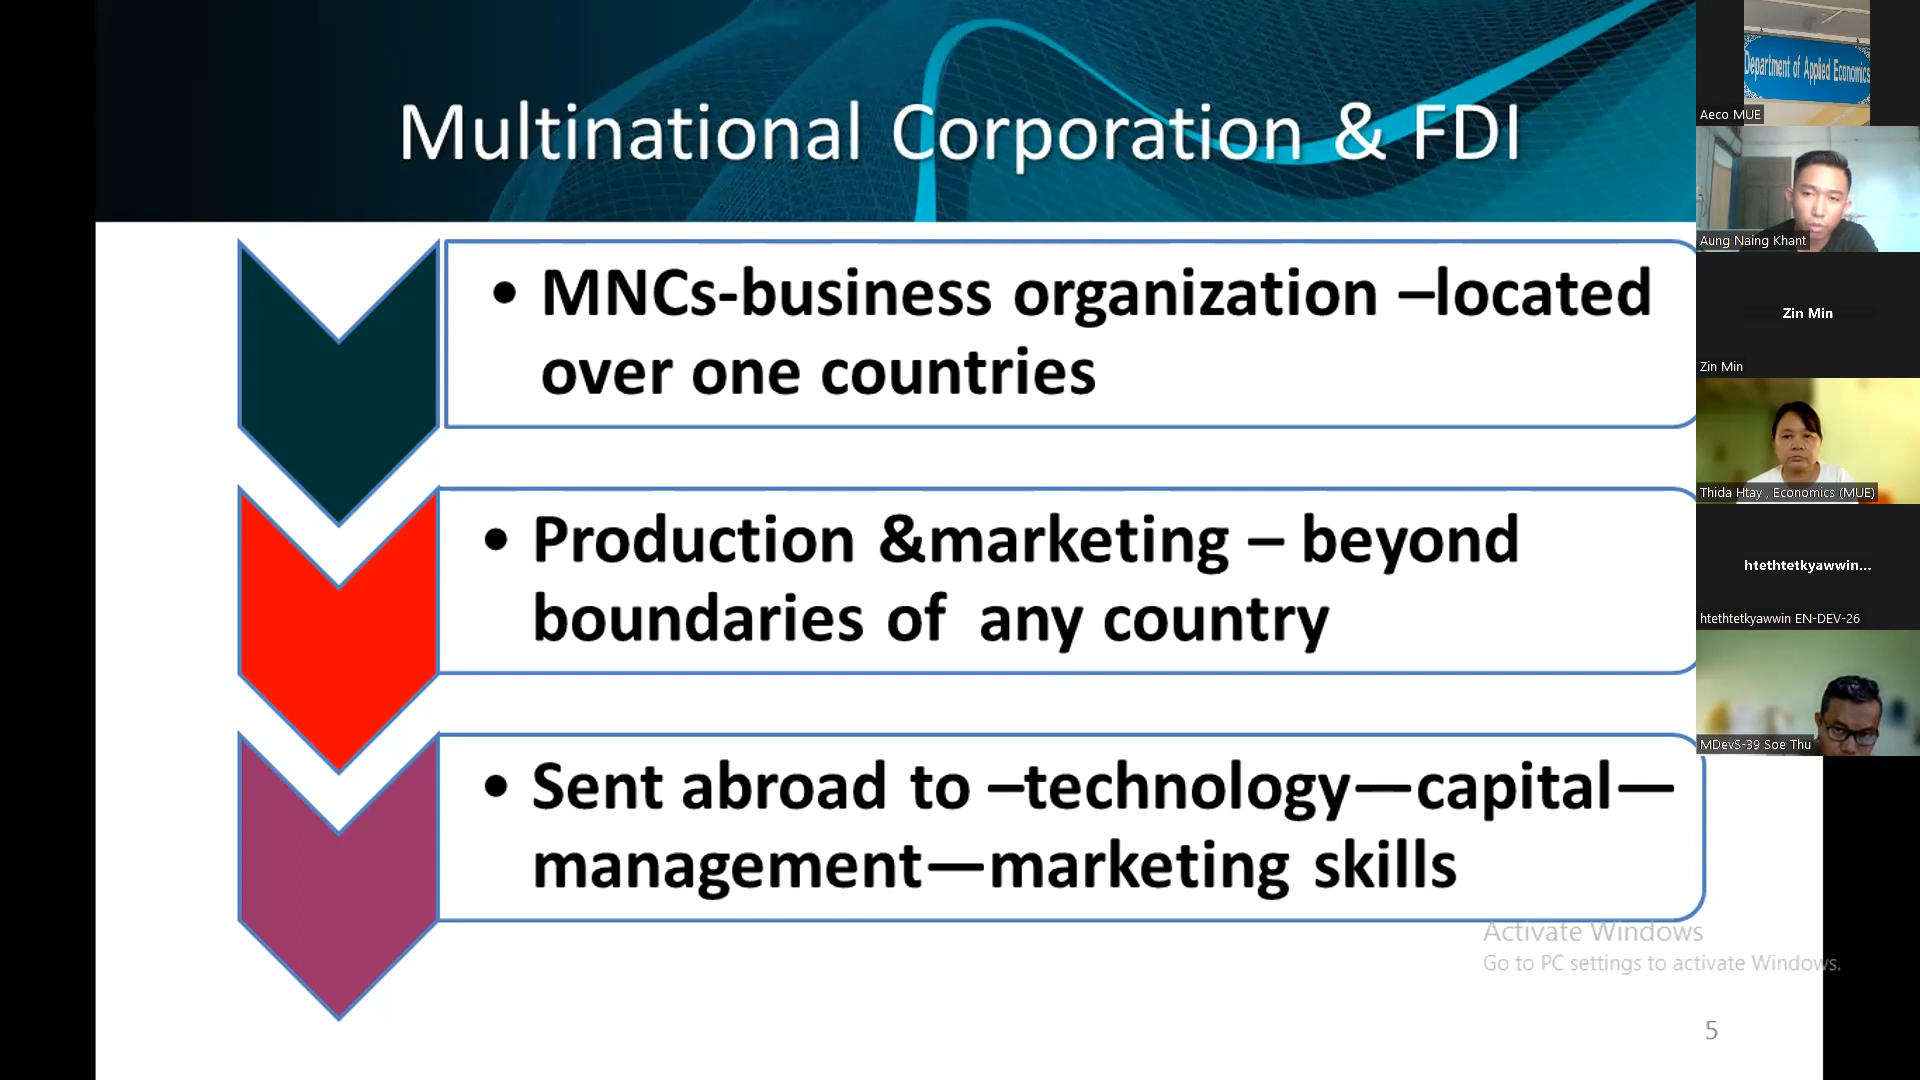 Multinational Corporation & FDI
• MNCs-business organization –located
over one countries
• Production &marketing – beyond
boundaries of any country
• Sent abroad to –technology—capital—
management—marketing skills
Activate Windows
Go to PC settings to activate Windows.
5
Department of Applied Economics
Aeco MUE
Aung Naing Khant
Zin Min
Zin Min
Thida Htay , Economics (MUE)
htethtetkyawwin...
htethtetkyawwin EN-DEV-26
MDevS-39 Soe Thu